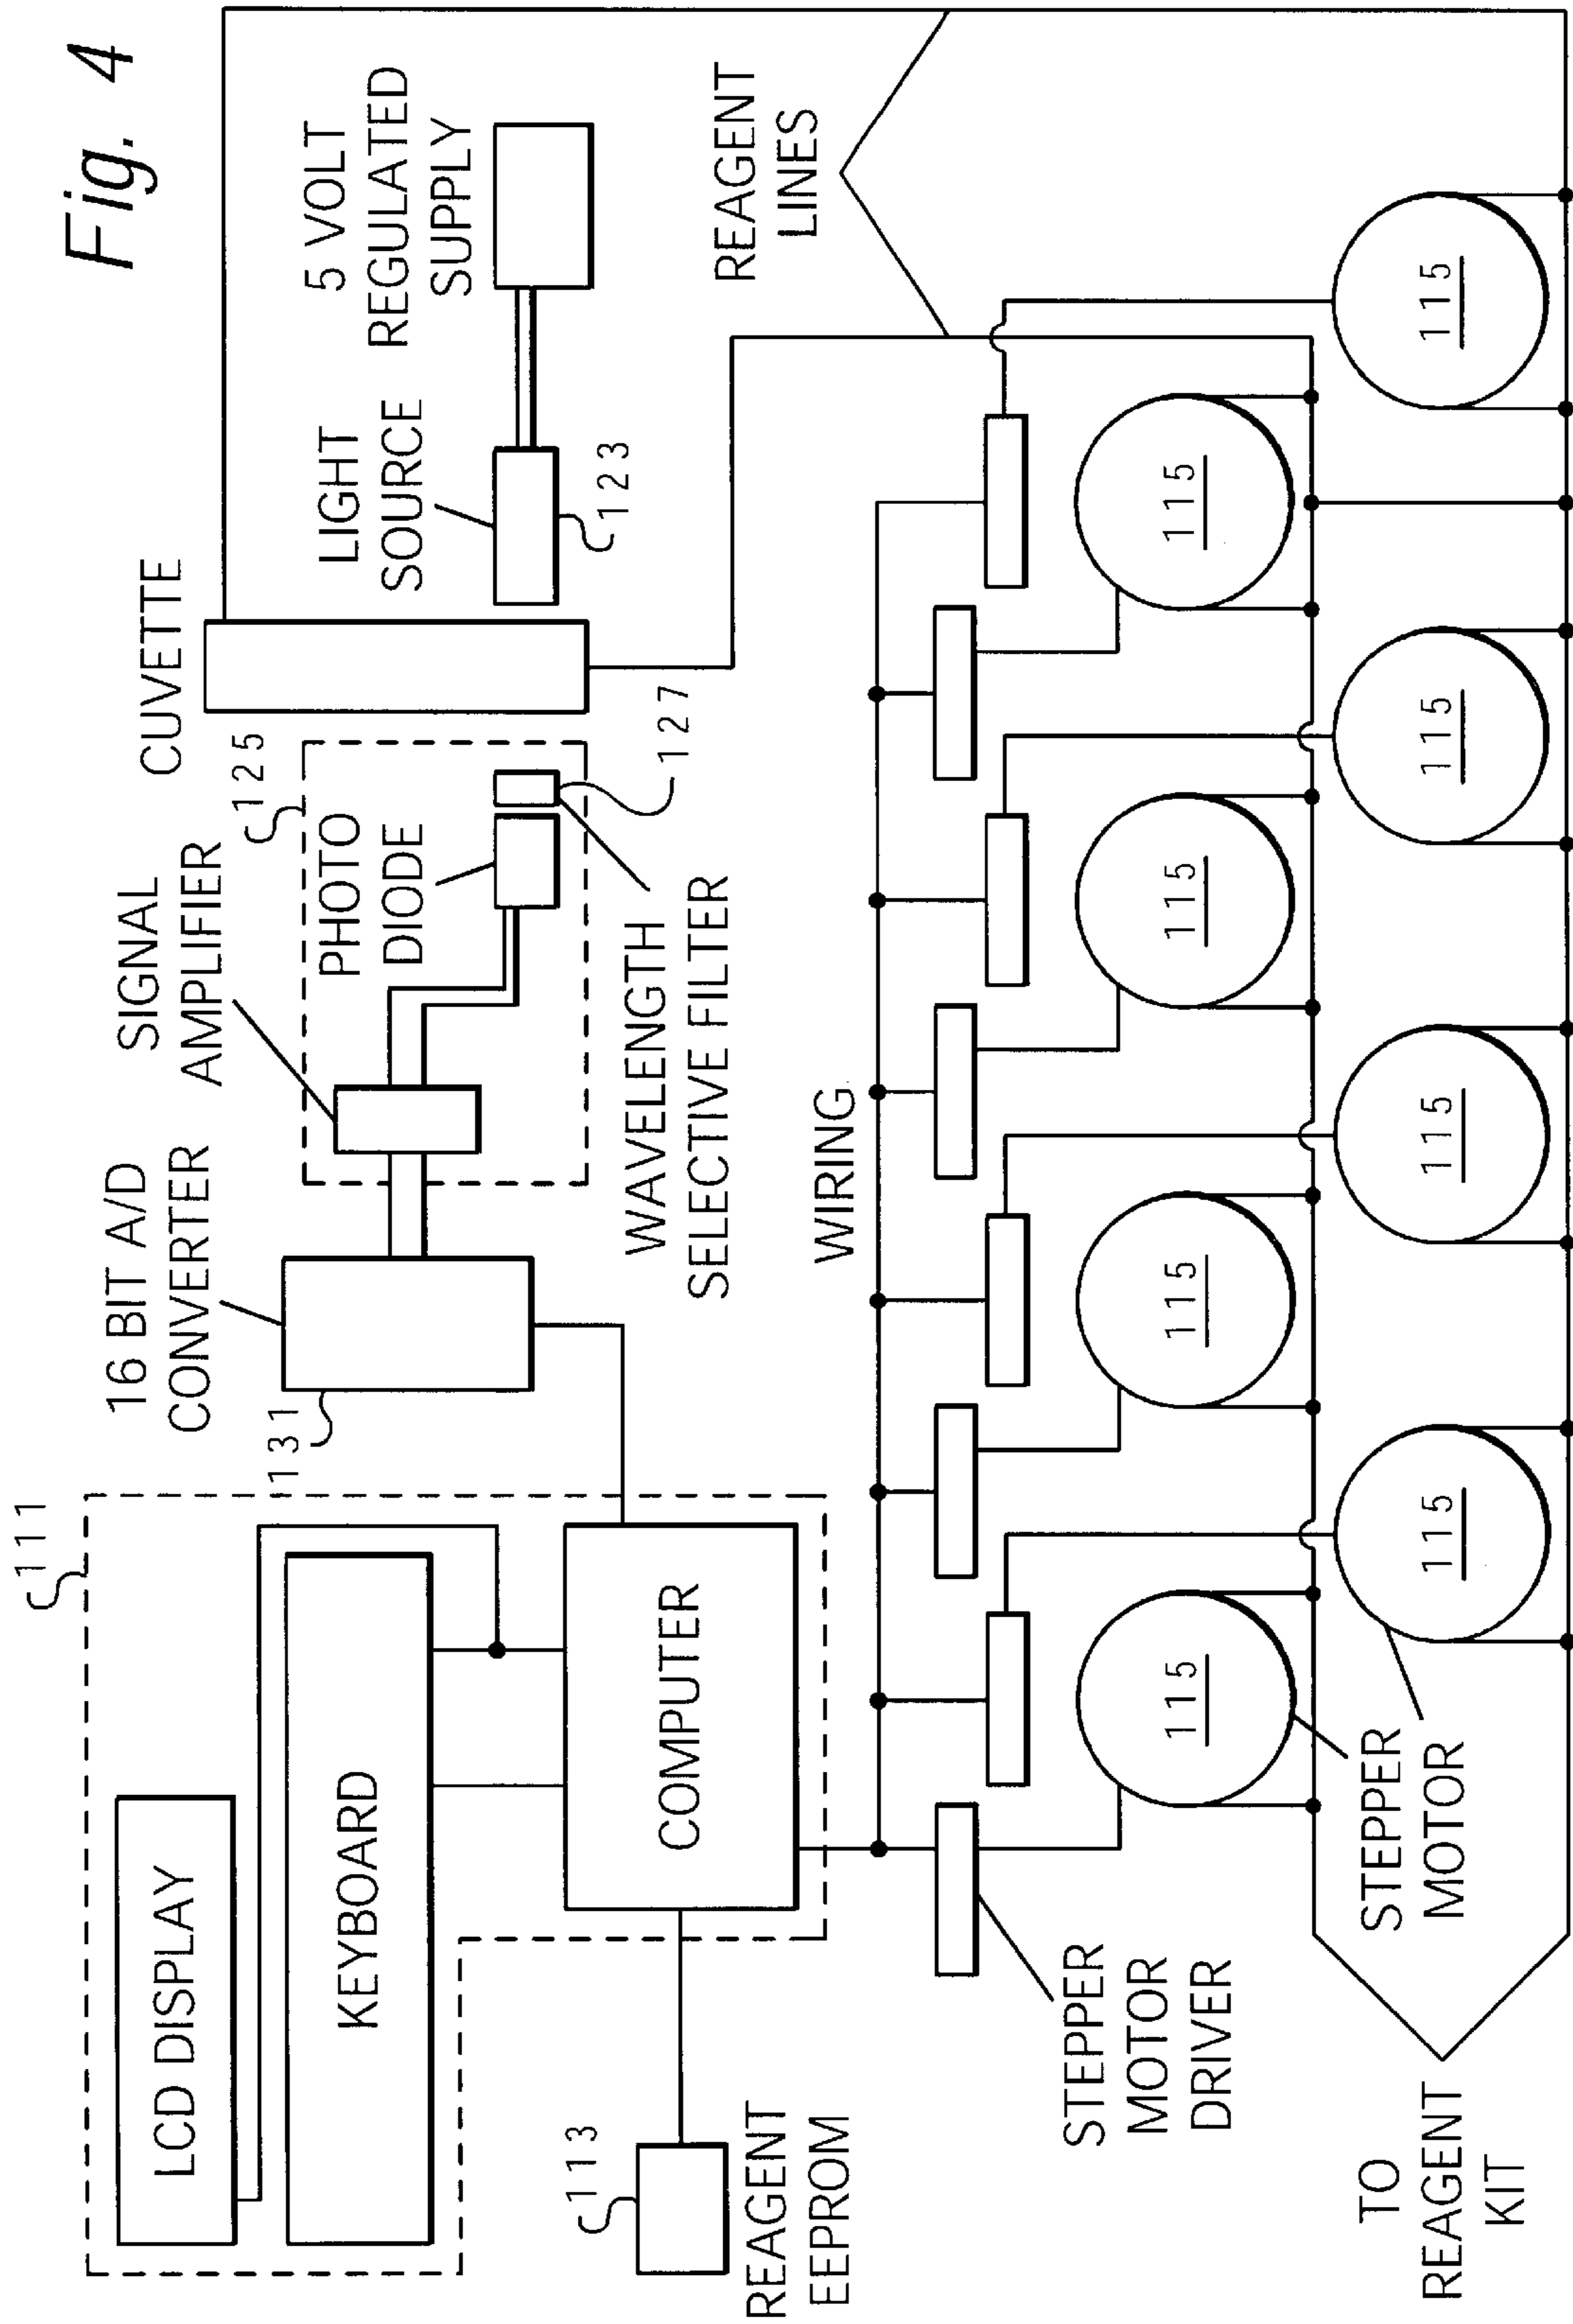 Fig. 4
111
LCD DISPLAY
KEYBOARD
COMPUTER
113
REAGENT
EEPROM
16 BIT A/D
CONVERTER
131
SIGNAL
AMPLIFIER
125
PHOTO
DIODE
127
WAVELENGTH
SELECTIVE FILTER
CUVETTE
LIGHT
SOURCE
123
5 VOLT
REGULATED
SUPPLY
REAGENT
LINES
WIRING
STEPPER
MOTOR
DRIVER
115
115
115
115
115
115
115
115
STEPPER
MOTOR
TO
REAGENT
KIT